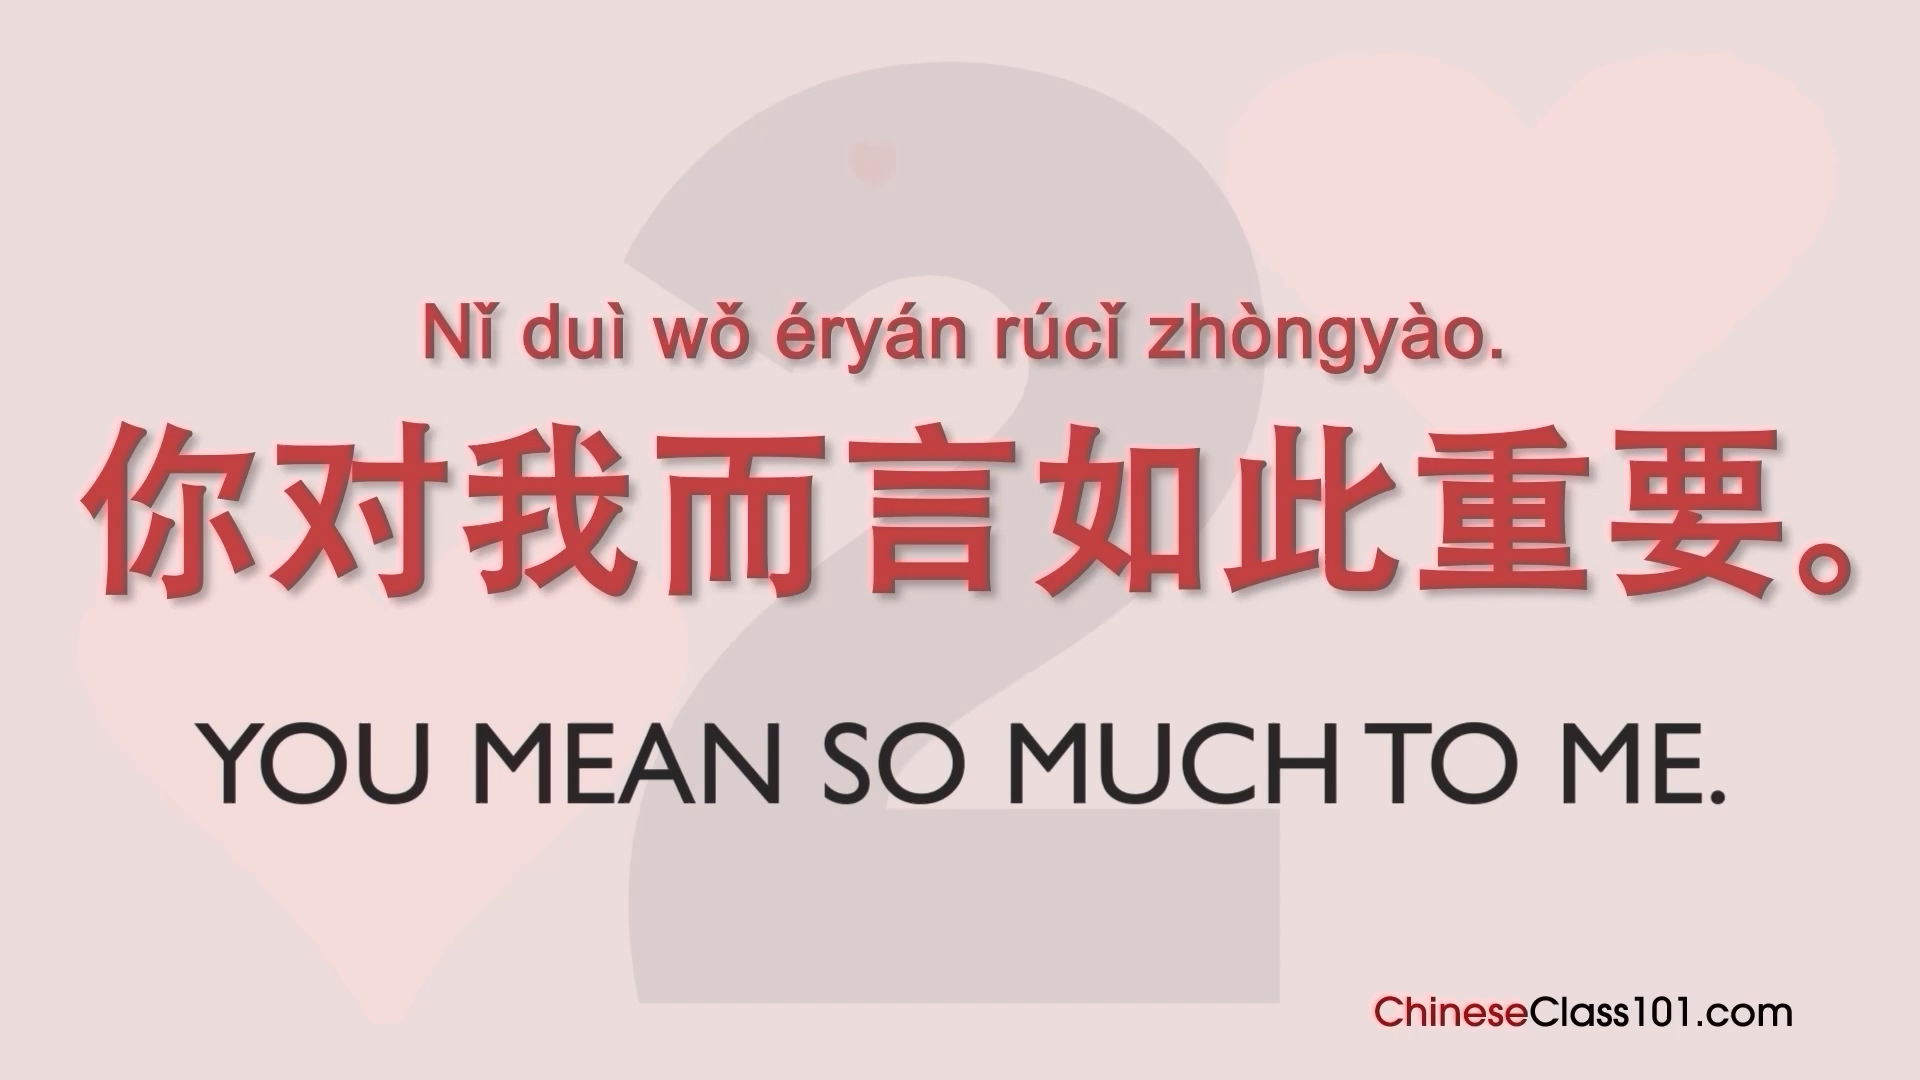 2
Nǐ duì wǒ éryán rúcǐ zhòngyào.
你对我而言如此重要。
YOU MEAN SO MUCH TO ME.
ChineseClass101.com